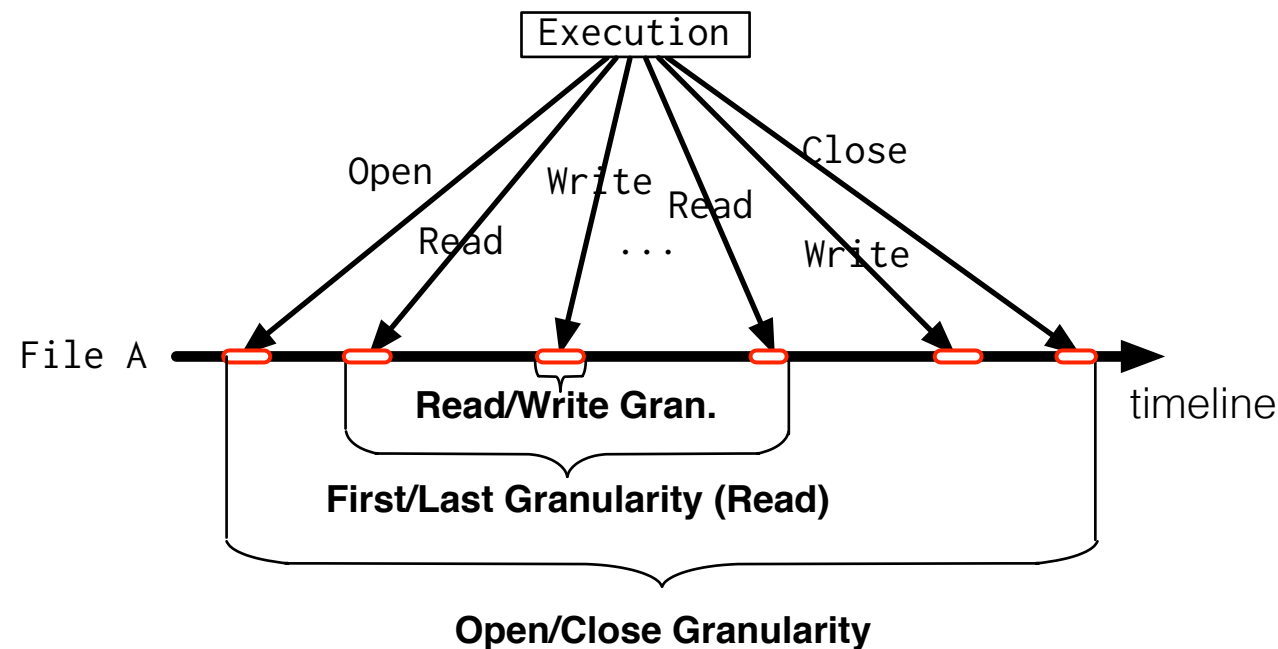 Execution
Open
Close
Write
Read
Read
...
Write
File A
Read/Write Gran.
timeline
First/Last Granularity (Read)
Open/Close Granularity